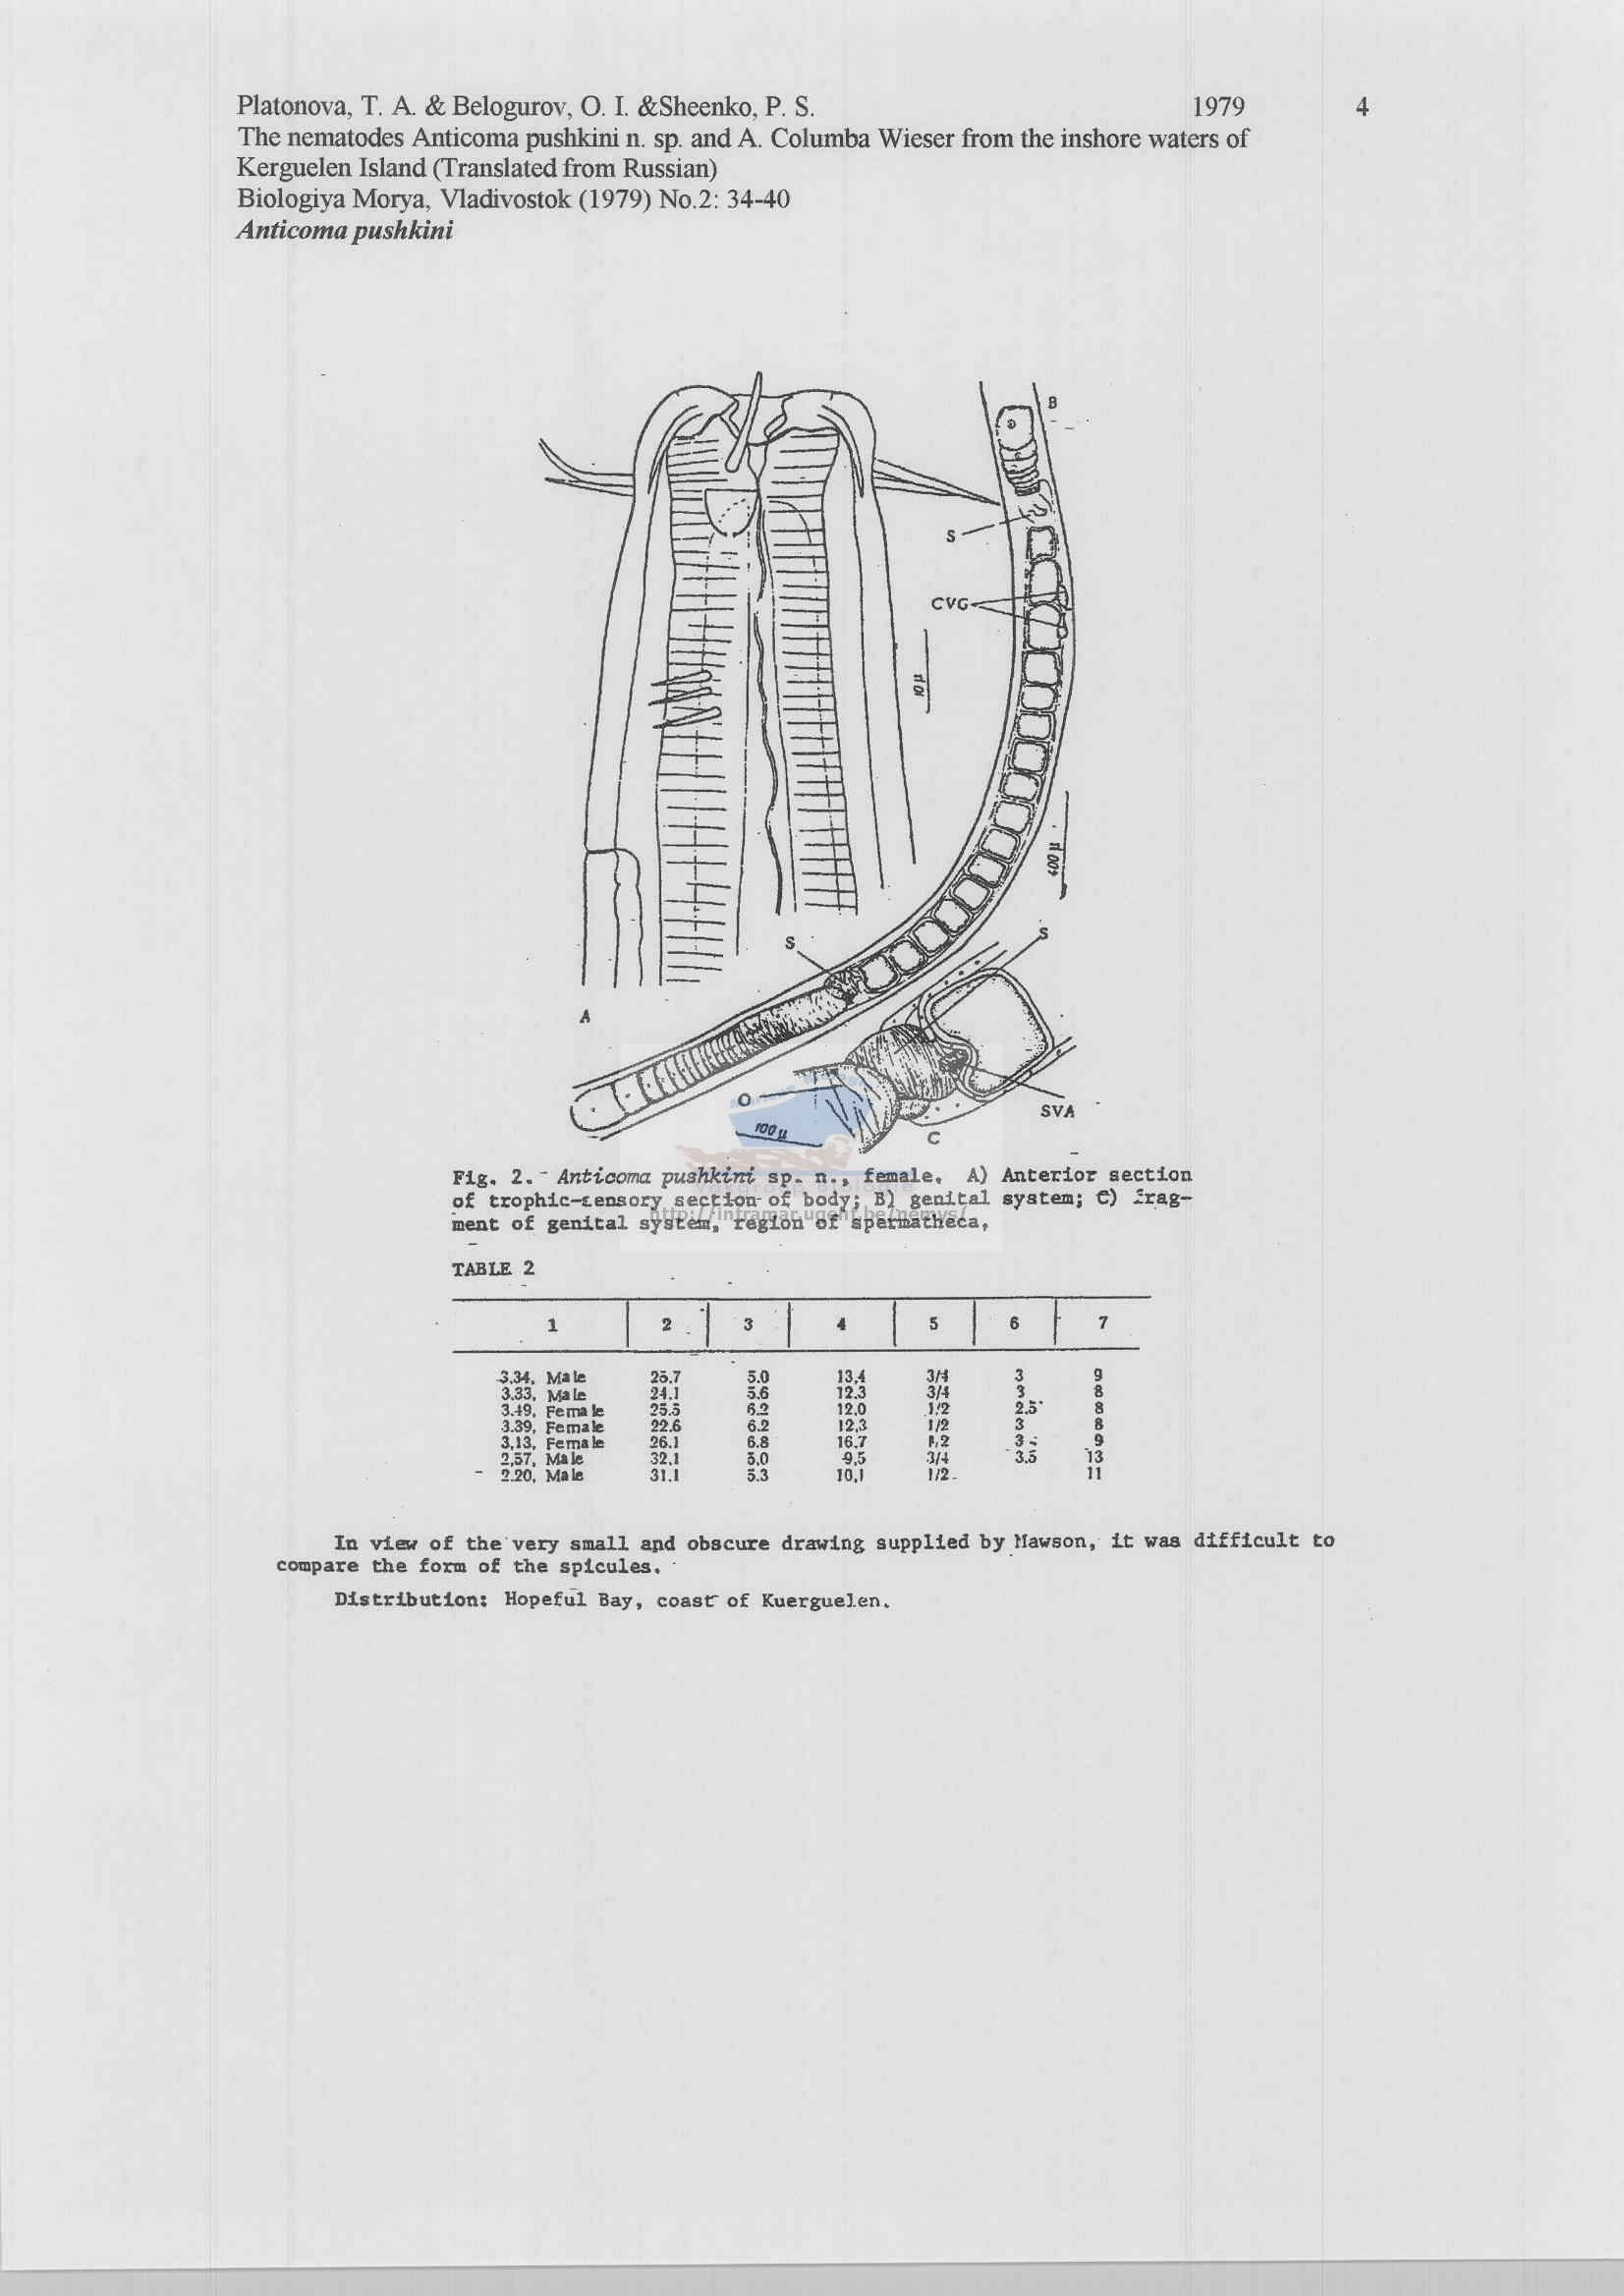 Platonova, T. A. & Belogurov, O. I. &Sheenko, P. S. 1979 4
The nematodes Anticoma pushkini n. sp. and A. Columba Wieser from the inshore waters of
Kerguelen Island (Translated from Russian)
Biologiya Morya, Vladivostok (1979) No.2: 34-40
Anticoma pushkini
B
S
CVG
10 µ
400 µ
S
S
A
O
SVA
100 µ
C
Fig. 2. - Anticoma pushkini sp. n., female. A) Anterior section
of trophic-sensory section of body; B) genital system; C) frag-
ment of genital system, region of spermatheca,
http://intramar.ugent.be/nemys/
TABLE 2
1 2 3 4 5 6 7
3.34, Male 25.7 5.0 13,4 3/4 3 9
3.33, Male 24.1 5.6 12.3 3/4 3 8
3.49, Female 25.5 6.2 12,0 1/2 2.5 8
3.39, Female 22.6 6.2 12,3 1/2 3 8
3,13, Female 26.1 6.8 16.7 1/2 3 9
2,57, Male 32.1 5,0 9,5 3/4 3.5 13
2.20, Male 31.1 5.3 10,1 1/2 11
In view of the very small and obscure drawing supplied by Mawson, it was difficult to
compare the form of the spicules.
Distribution: Hopeful Bay, coast of Kuerguelen.